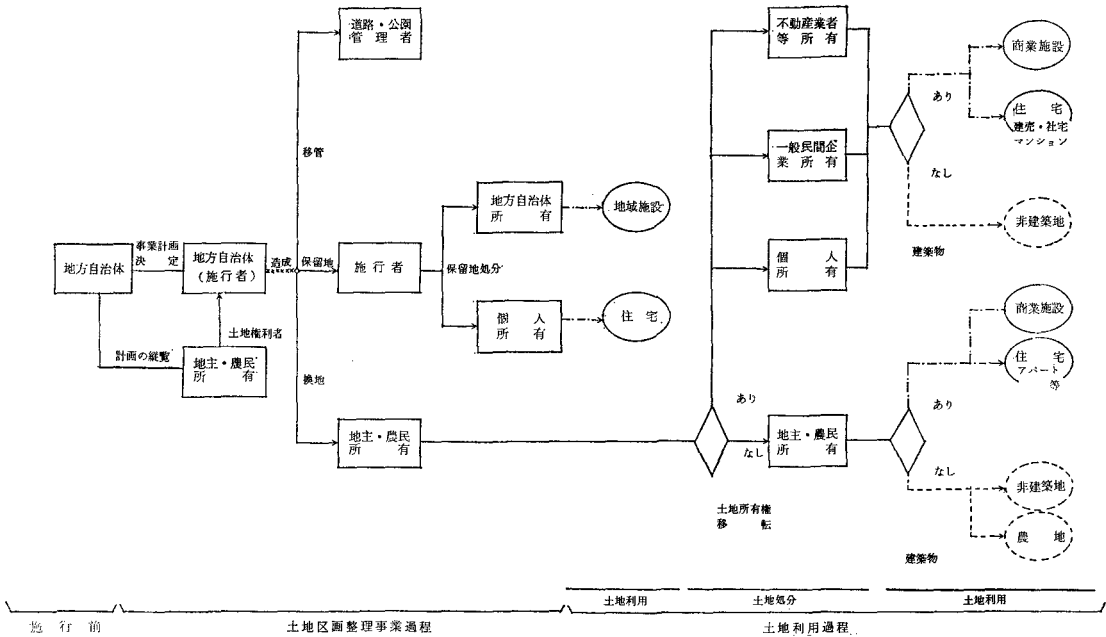 道路・公園
管理者
移管
地方自治体
事業計画
決定
地方自治体
(施行者)
造成
保留地
施行者
保留地処分
地方自治体
所有
地域施設
個人
所有
住宅
計画の縦覧
土地権利者
地主・農民
所有
換地
地主・農民
所有
不動産業者
等所有
一般民間企
業所有
個人
所有
あり
商業施設
住宅
建売・社宅
マンション
なし
非建築地
建築物
あり
なし
土地所有権
移転
地主・農民
所有
あり
商業施設
住宅
アパート
等
なし
非建築地
農地
建築物
土地利用
土地処分
土地利用
施行前
土地区画整理事業過程
土地利用過程